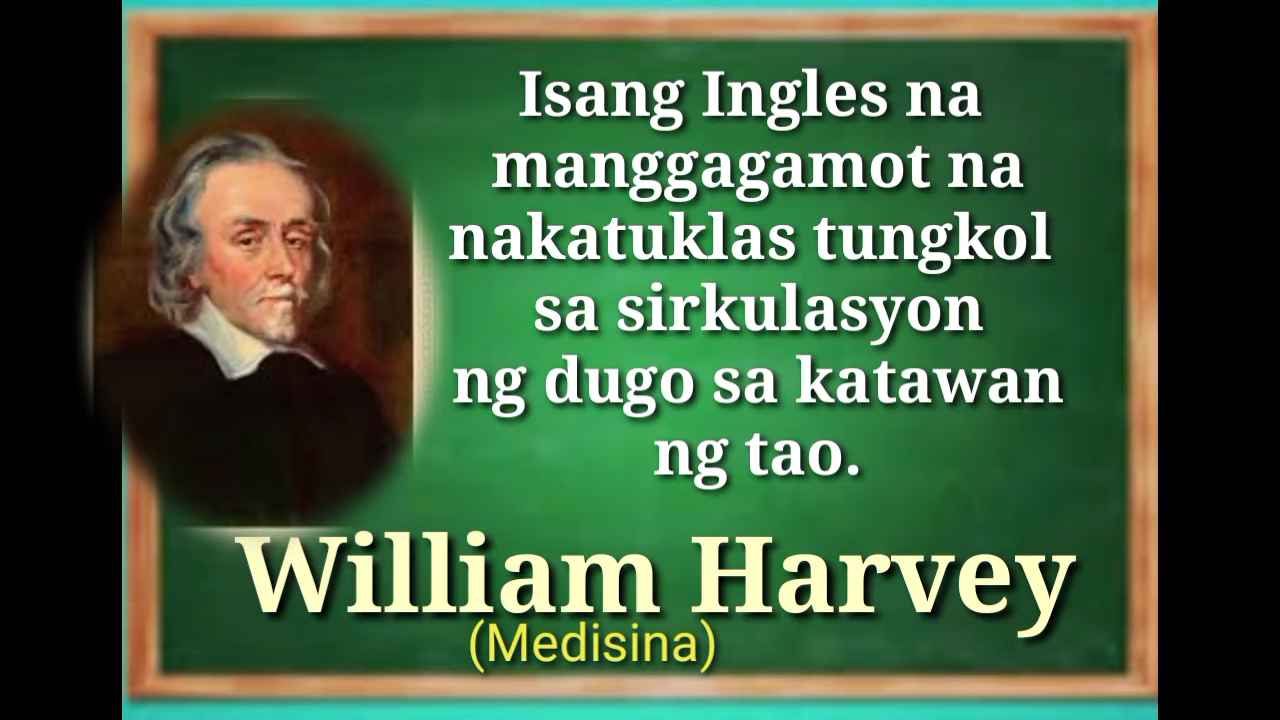 Isang Ingles na
manggagamot na
nakatuklas tungkol
sa sirkulasyon
ng dugo sa katawan
ng tao.
William Harvey
(Medisina)